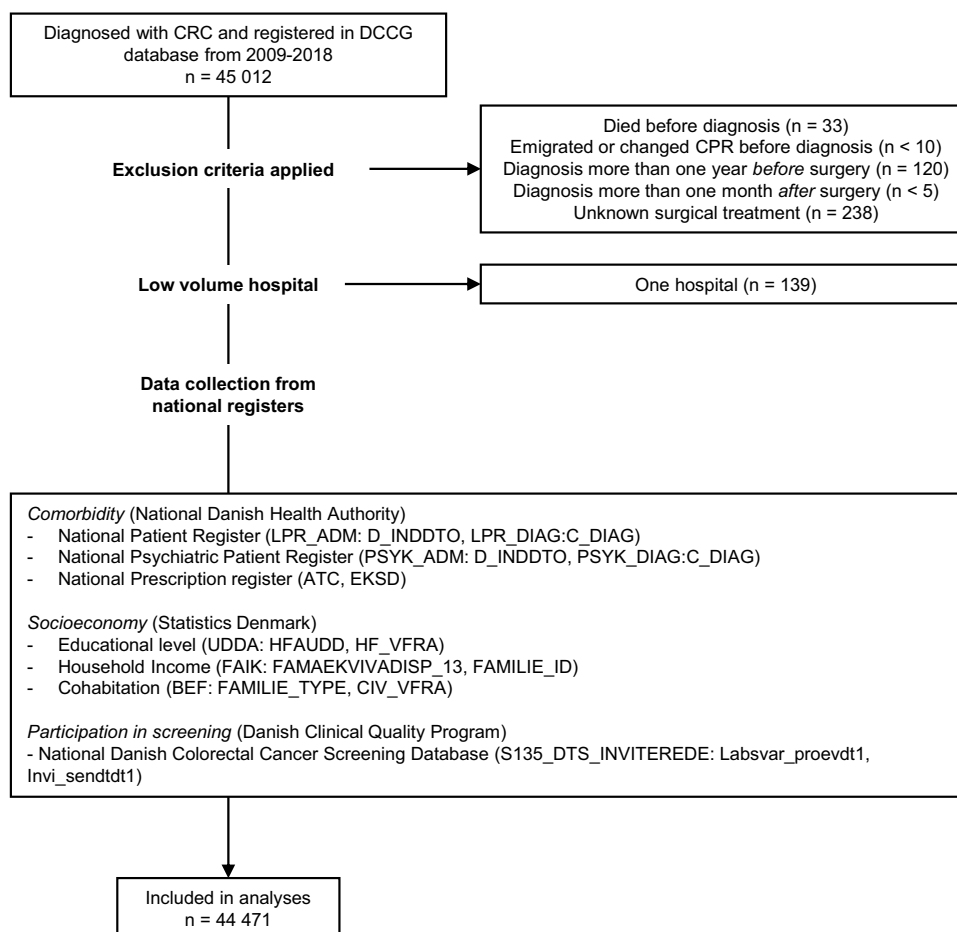 Diagnosed with CRC and registered in DCCG
database from 2009-2018
n = 45 012
Died before diagnosis (n = 33)
Emigrated or changed CPR before diagnosis (n < 10)
Exclusion criteria applied
Diagnosis more than one year before surgery (n = 120)
Diagnosis more than one month after surgery (n < 5)
Unknown surgical treatment (n = 238)
Low volume hospital
One hospital (n = 139)
Data collection from
national registers
Comorbidity (National Danish Health Authority)
- National Patient Register (LPR_ADM: D_INDDTO, LPR_DIAG:C_DIAG)
- National Psychiatric Patient Register (PSYK_ADM: D_INDDTO, PSYK_DIAG:C_DIAG)
- National Prescription register (ATC, EKSD)
Socioeconomy (Statistics Denmark)
- Educational level (UDDA: HFAUDD, HF_VFRA)
- Household Income (FAIK: FAMAEKVIVADISP_13, FAMILIE_ID)
- Cohabitation (BEF: FAMILIE_TYPE, CIV_VFRA)
Participation in screening (Danish Clinical Quality Program)
- National Danish Colorectal Cancer Screening Database (S135_DTS_INVITEREDE: Labsvar_proevdt1,
Invi_sendtdt1)
Included in analyses
n = 44 471